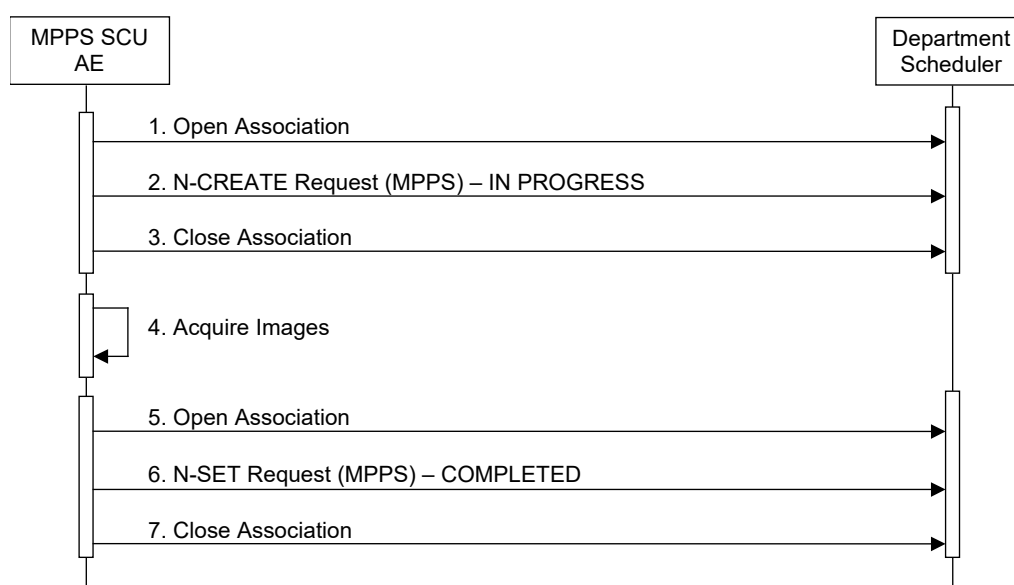 MPPS SCU
AE
Department
Scheduler
1. Open Association
2. N-CREATE Request (MPPS) – IN PROGRESS
3. Close Association
4. Acquire Images
5. Open Association
6. N-SET Request (MPPS) – COMPLETED
7. Close Association